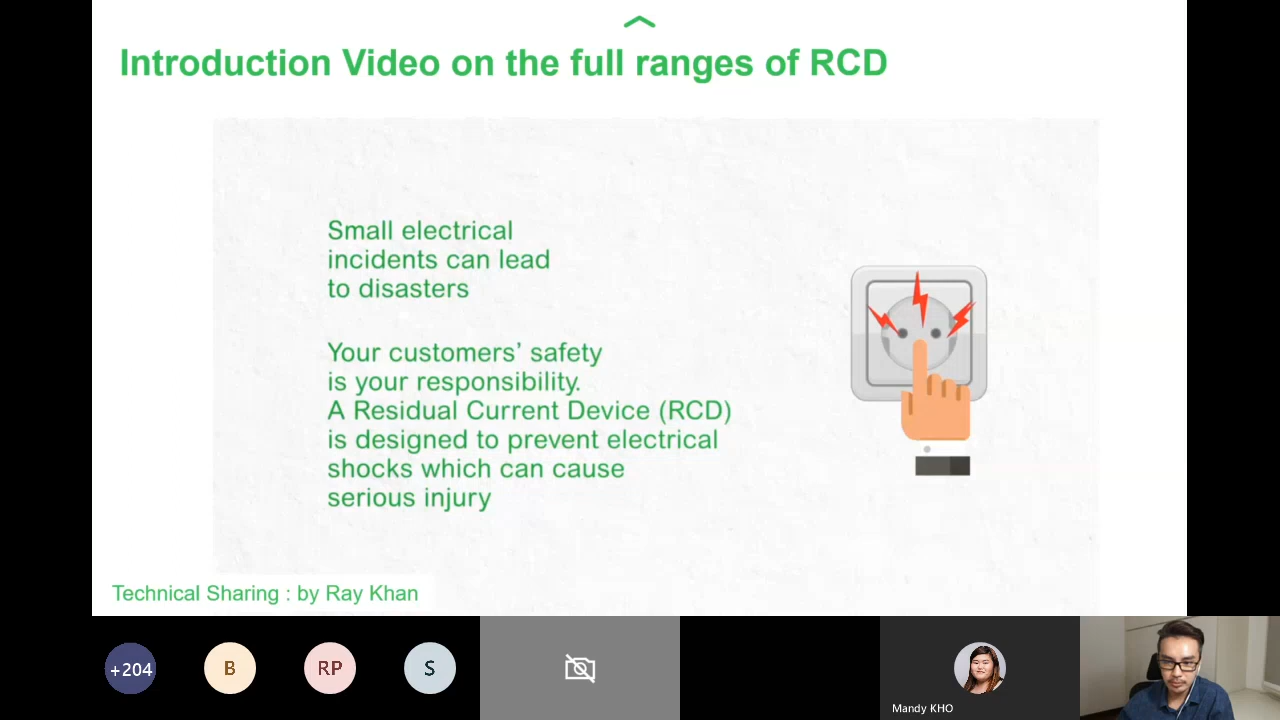 Introduction Video on the full ranges of RCD
Small electrical
incidents can lead
to disasters
Your customers’ safety
is your responsibility.
A Residual Current Device (RCD)
is designed to prevent electrical
shocks which can cause
serious injury
Technical Sharing : by Ray Khan
+204
B
RP
S
Mandy KHO